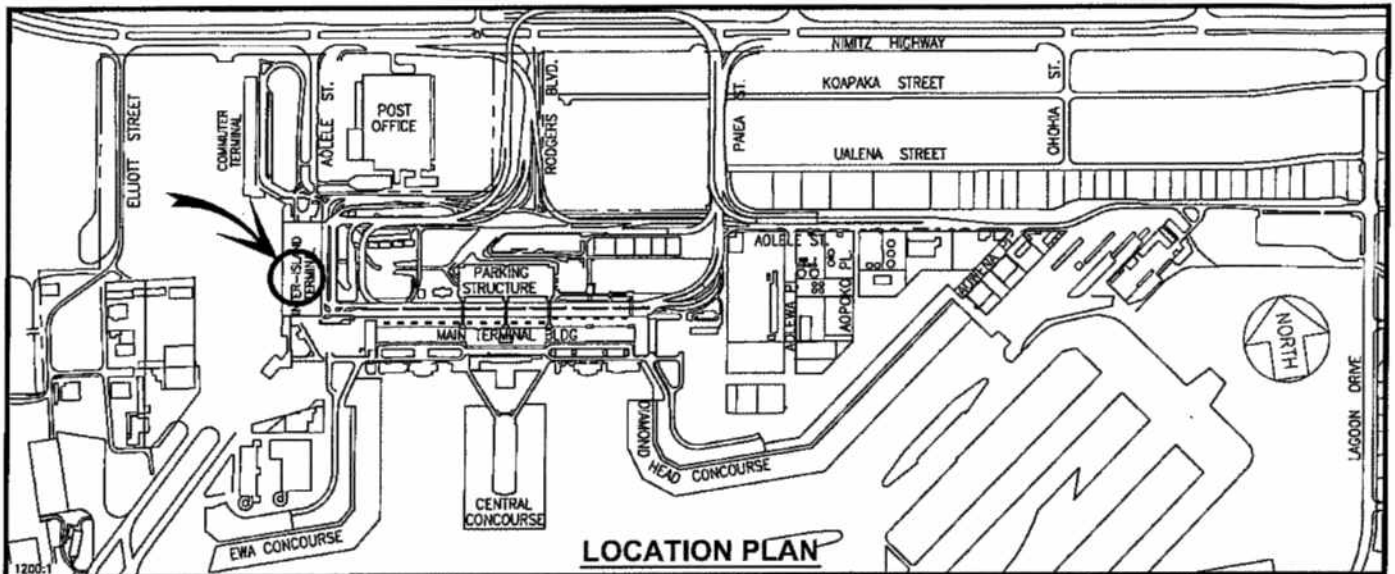 NIMITZ HIGHWAY
KOAPAKA STREET
UALENA STREET
OHOHIA ST.
PAIEA ST.
RODGERS BLVD.
POST
OFFICE
AOLELE ST.
COMMUTER
TERMINAL
ELLIOTT STREET
PARKING
STRUCTURE
MAIN TERMINAL BLDG
AOLELE ST.
AOPOKO PL.
NORTH
LAGOON DRIVE
DIAMOND
HEAD CONCOURSE
CENTRAL
CONCOURSE
EWA CONCOURSE
LOCATION PLAN
1200:1